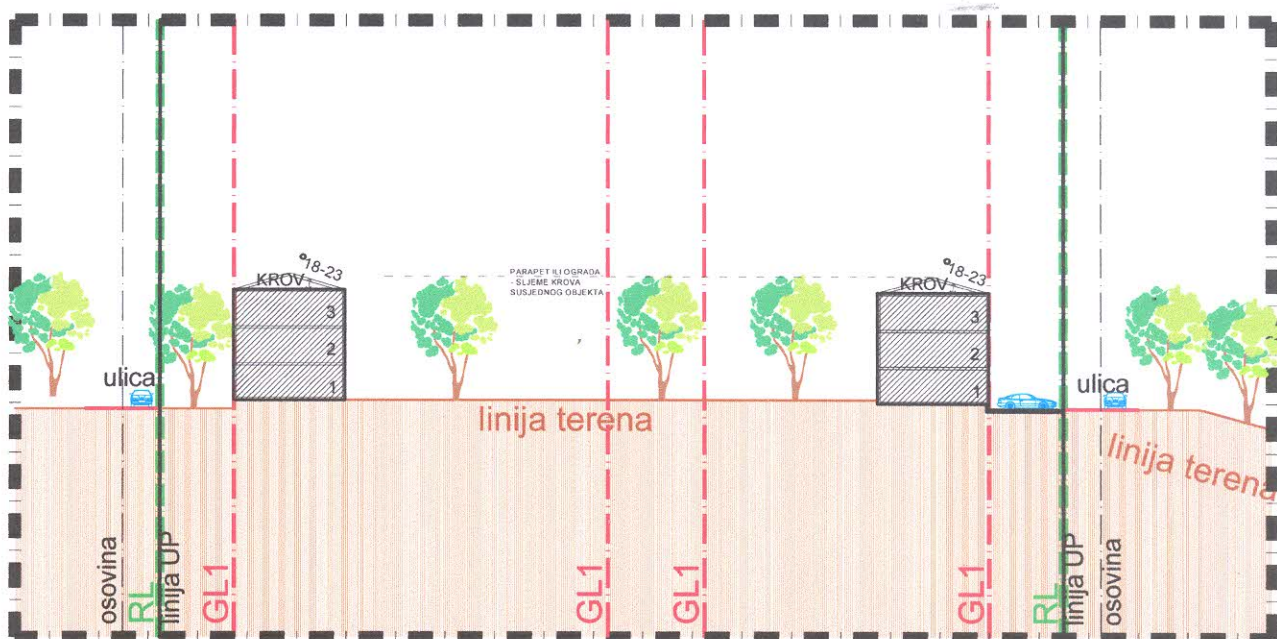 °18-23
KROV
3
2
1
ulica
PARAPET ILI OGRADA
- SLJEME KROVA
SUSJEDNOG OBJEKTA
°18-23
KROV
3
2
1
ulica
linija terena
linija terena
osovina
RL
linija UP
GL1
GL1
GL1
GL1
RL
linija UP
osovina